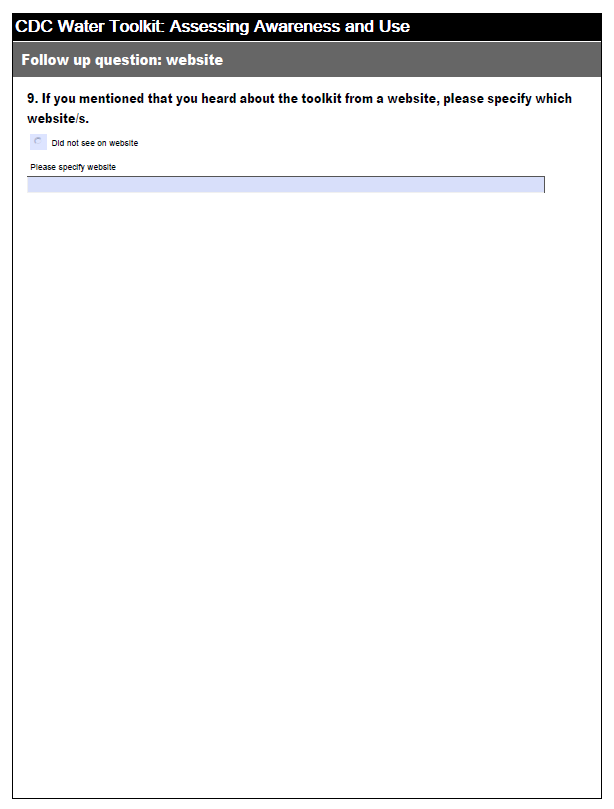 CDC Water Toolkit: Assessing Awareness and Use
Follow up question: website
9. If you mentioned that you heard about the toolkit from a website, please specify which
website/s.
Did not see on website
Please specify website